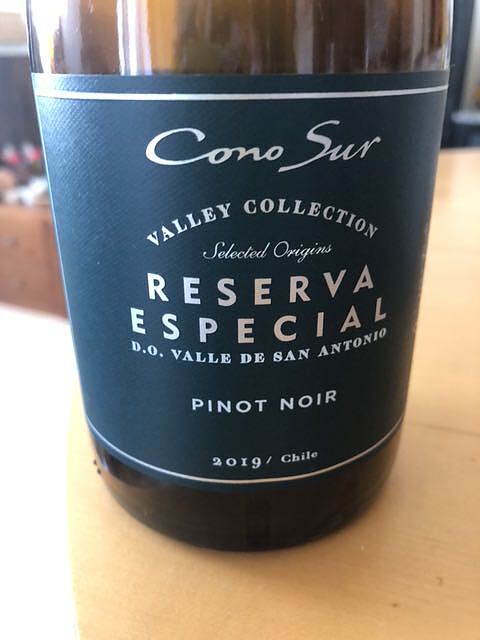 Cono Sur
VALLEY COLLECTION
Selected Origins
RESERVA
ESPECIAL
D.O. VALLE DE SAN ANTONIO
PINOT NOIR
2019/ Chile